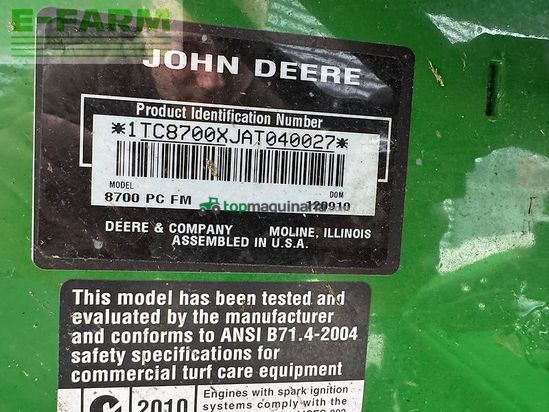 E-FARM
JOHN DEERE
Product Identification Number
*1TC8700XJAT040027*
MODEL
DOM
8700 PC FM
120910
topmaquinaria
DEERE & COMPANY MOLINE, ILLINOIS
ASSEMBLED IN U.S.A.
This model has been tested and
evaluated by the manufacturer
and conforms to ANSI B71.4-2004
safety specifications for
commercial turf care equipment
2010
Engines with spark ignition
systems comply with the